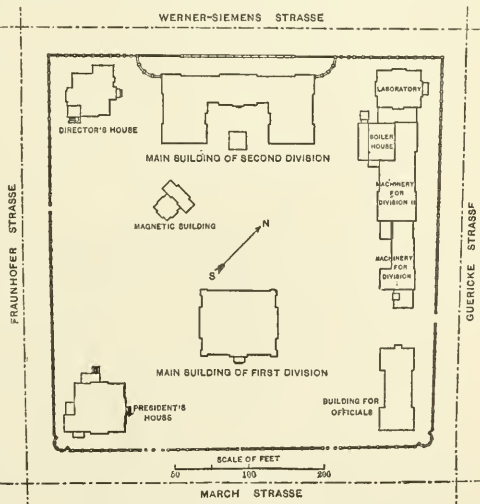 WERNER-SIEMENS STRASSE
LABORATORY
DIRECTOR'S HOUSE
BOILER
HOUSE
MAIN BUILDING OF SECOND DIVISION
MACHINERY
FOR
DIVISION II
MAGNETIC BUILDING
N
S
FRAUNHOFER STRASSE
GUERICKE STRASSE
MACHINERY
FOR
DIVISION I
MAIN BUILDING OF FIRST DIVISION
PRESIDENT'S
HOUSE
BUILDING FOR
OFFICIALS
SCALE OF FEET
50 100 200
MARCH STRASSE